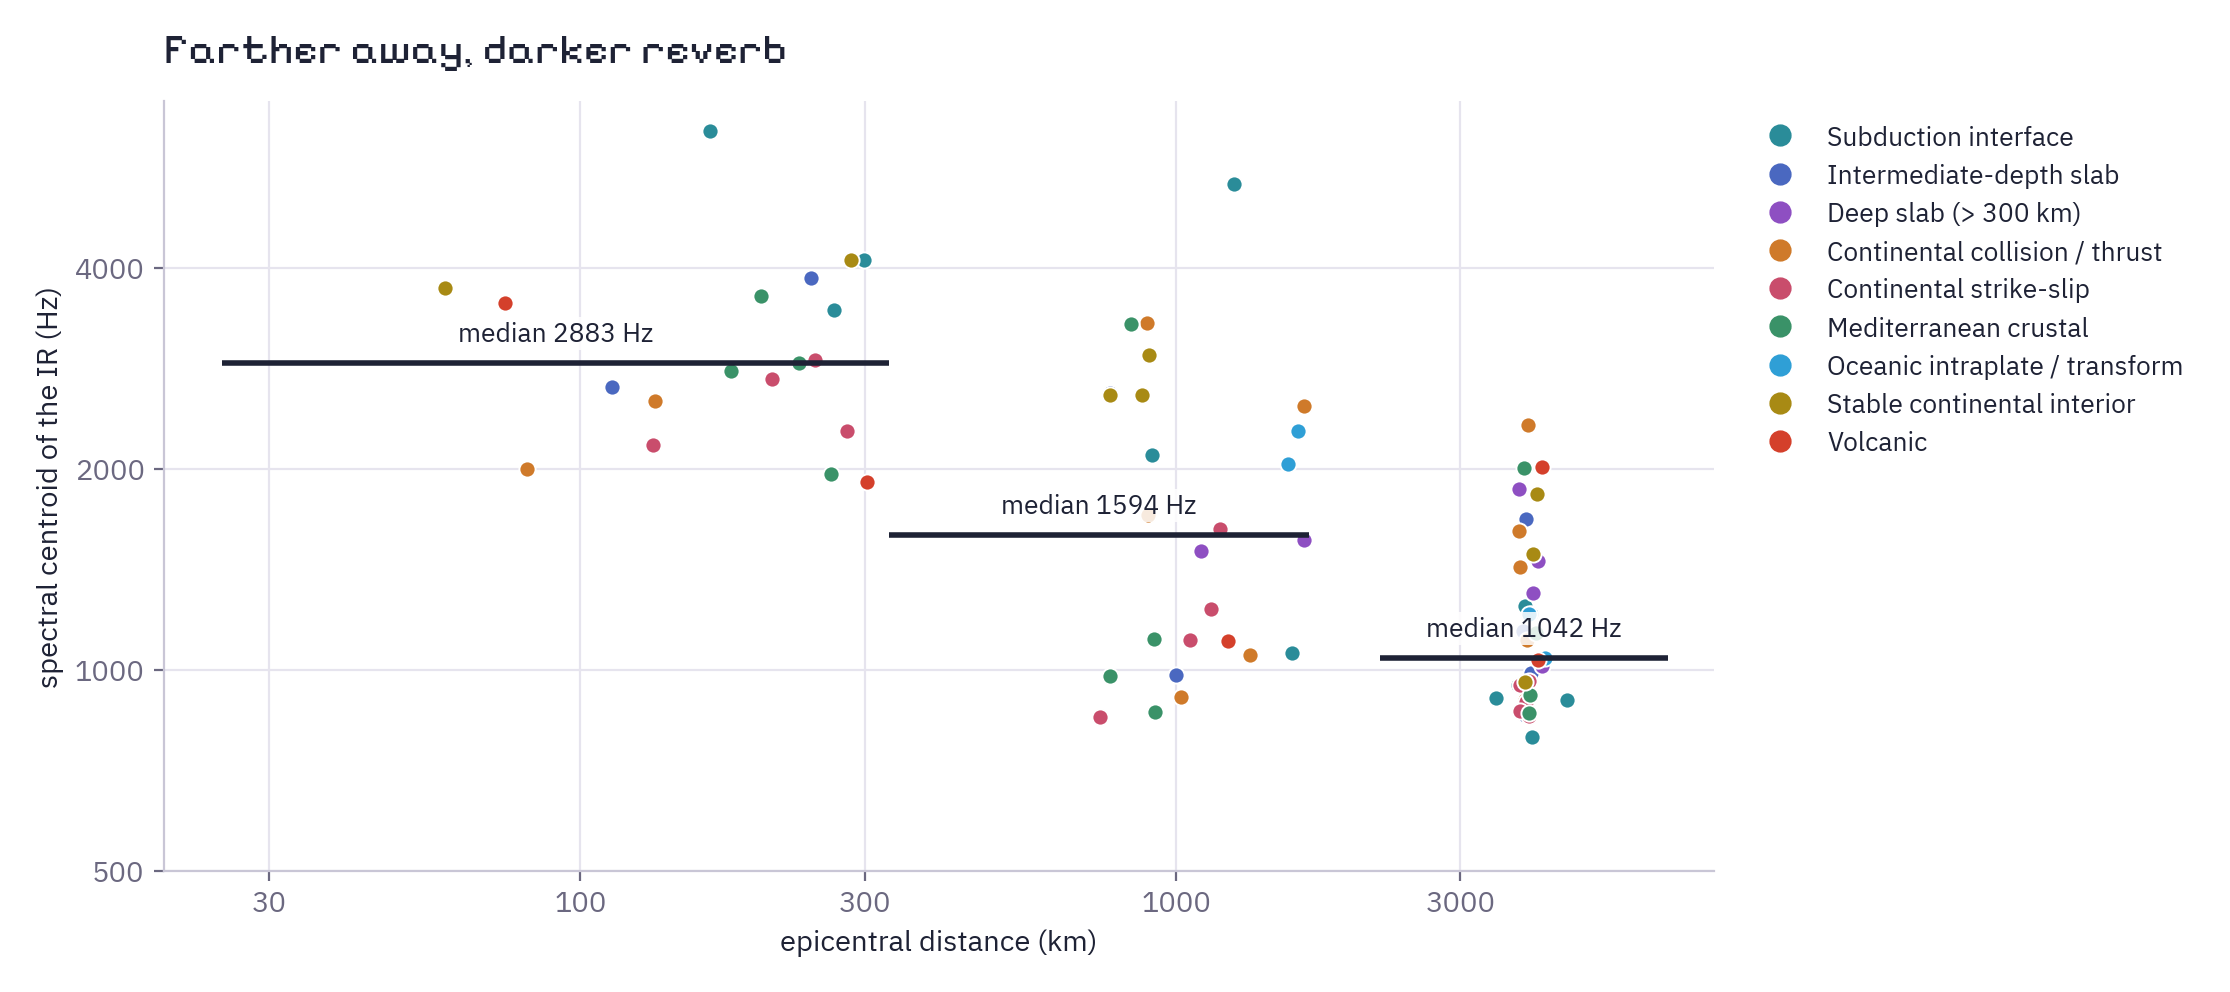 Farther away, darker reverb
spectral centroid of the IR (Hz)
4000
2000
1000
500
median 2883 Hz
median 1594 Hz
median 1042 Hz
30
100
300
1000
3000
epicentral distance (km)
Subduction interface
Intermediate-depth slab
Deep slab (> 300 km)
Continental collision / thrust
Continental strike-slip
Mediterranean crustal
Oceanic intraplate / transform
Stable continental interior
Volcanic